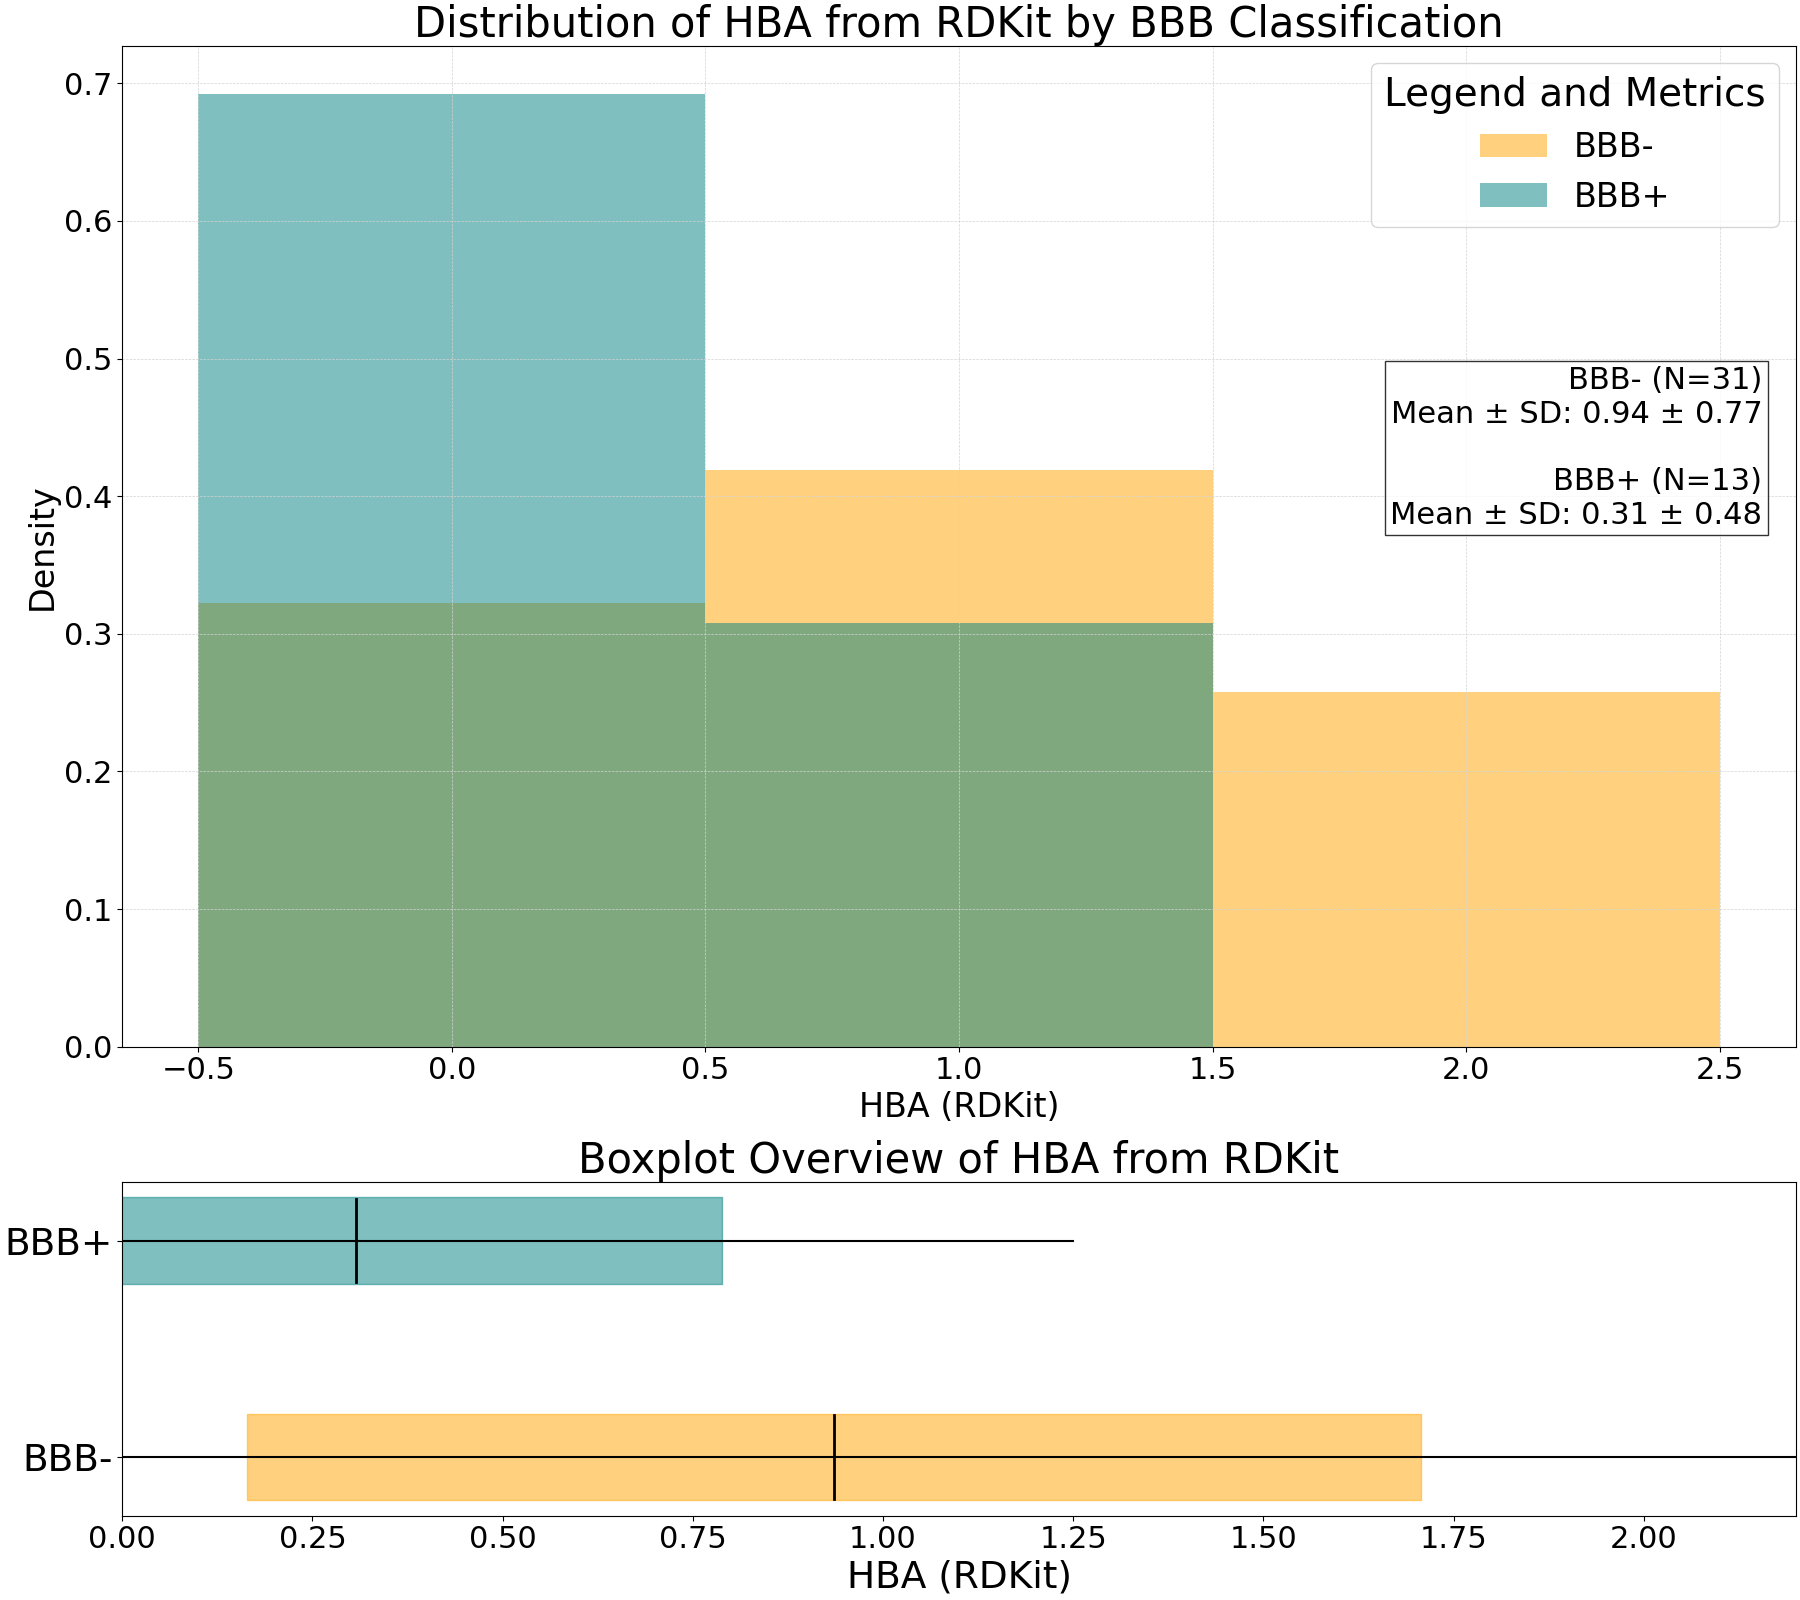 Distribution of HBA from RDKit by BBB Classification
Density
0.7
0.6
0.5
0.4
0.3
0.2
0.1
0.0
Legend and Metrics
BBB-
BBB+
BBB- (N=31)
Mean ± SD: 0.94 ± 0.77
BBB+ (N=13)
Mean ± SD: 0.31 ± 0.48
−0.5 0.0 0.5 1.0 1.5 2.0 2.5
HBA (RDKit)
Boxplot Overview of HBA from RDKit
BBB+
BBB-
0.00 0.25 0.50 0.75 1.00 1.25 1.50 1.75 2.00
HBA (RDKit)